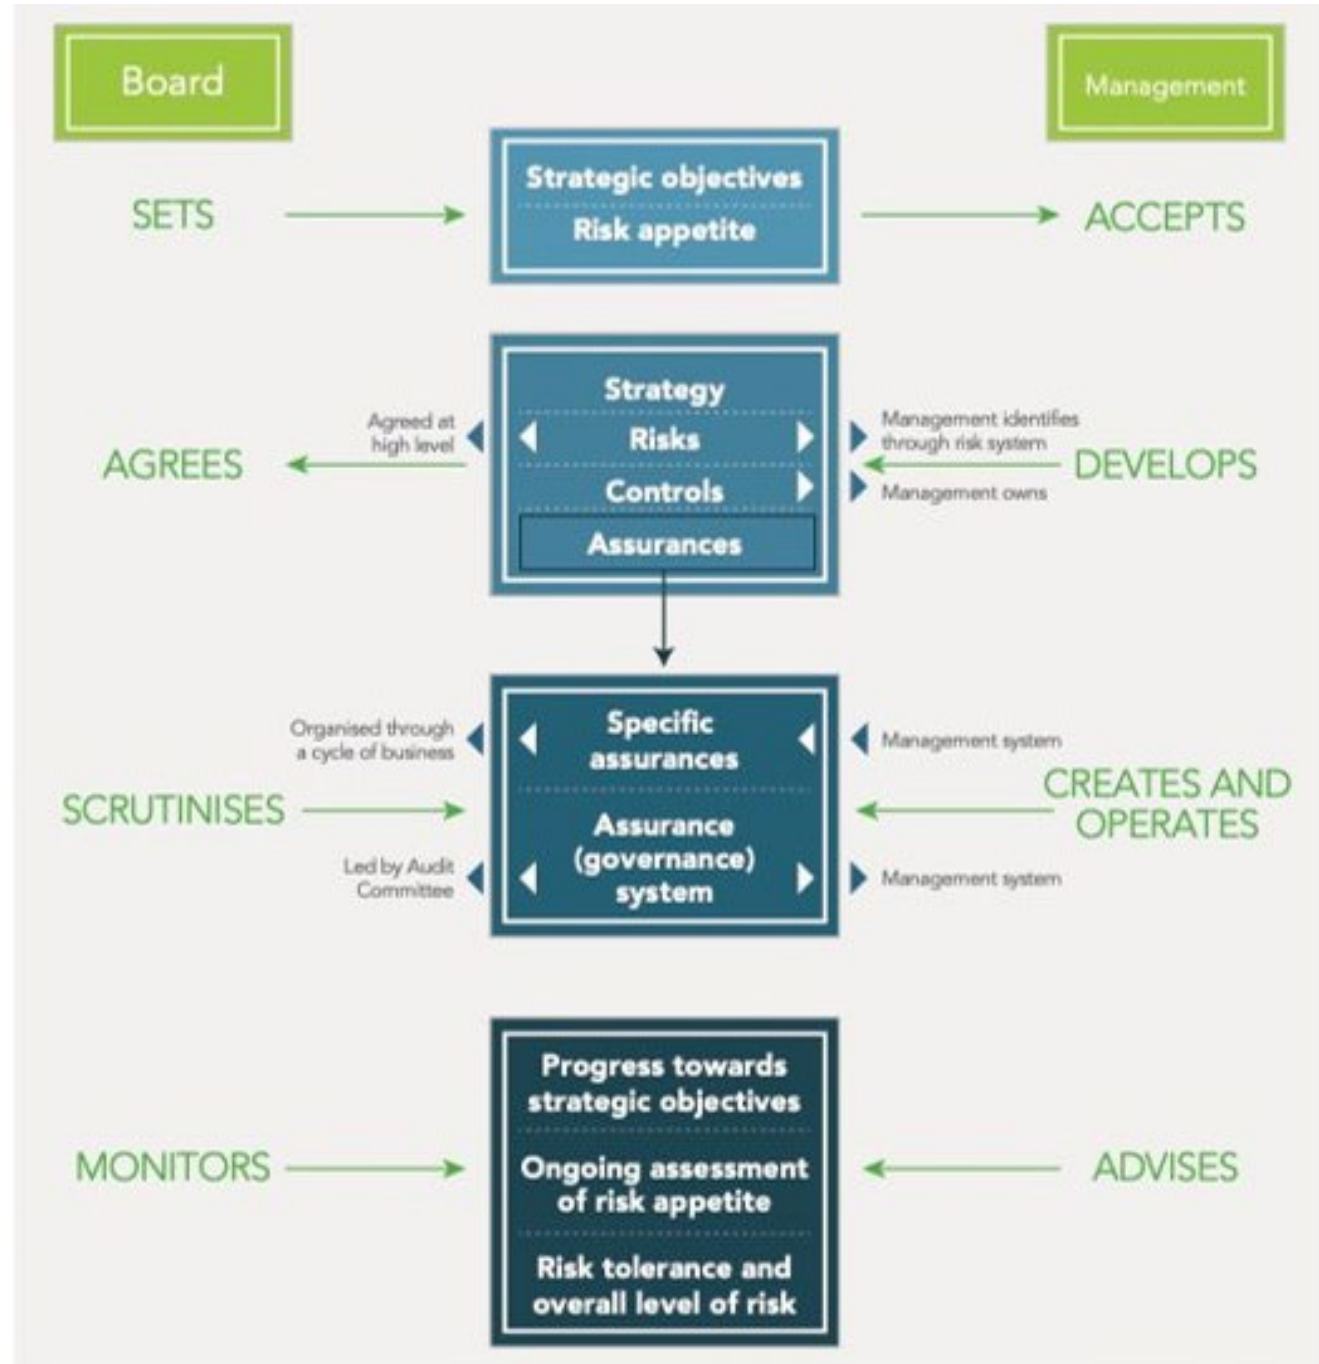 Board
Management
Strategic objectives
Risk appetite
SETS
ACCEPTS
Strategy
Risks
Controls
Assurances
Agreed at
high level
AGREES
Management identifies
through risk system
DEVELOPS
Management owns
Specific
assurances
Assurance
(governance)
system
Organised through
a cycle of business
SCRUTINISES
Led by Audit
Committee
Management system
CREATES AND
OPERATES
Management system
Progress towards
strategic objectives
Ongoing assessment
of risk appetite
Risk tolerance and
overall level of risk
MONITORS
ADVISES